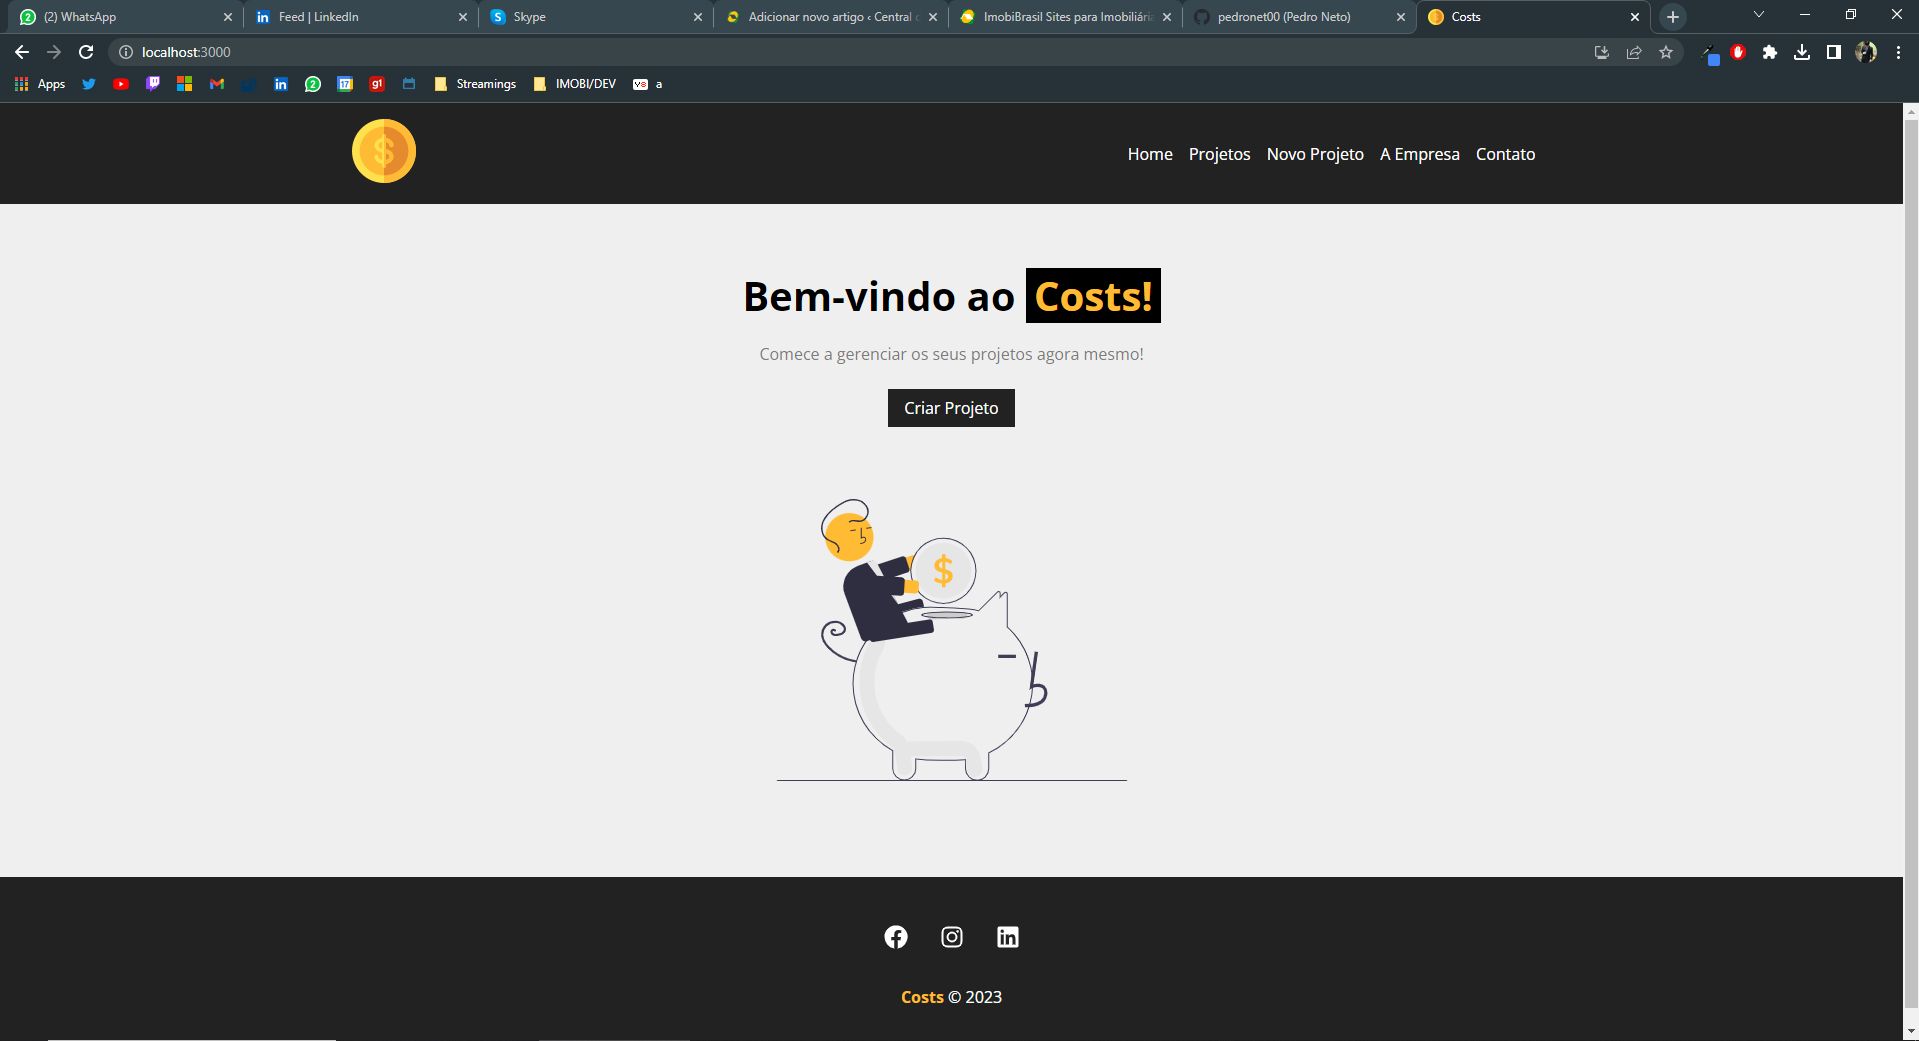 (2) WhatsApp
Feed | LinkedIn
Skype
Adicionar novo artigo ‹ Central
ImobiBrasil Sites para Imobiliária
pedronet00 (Pedro Neto)
Costs
localhost:3000
Apps
Streamings
IMOBI/DEV
a
$
Home Projetos Novo Projeto A Empresa Contato
Bem-vindo ao Costs!
Comece a gerenciar os seus projetos agora mesmo!
Criar Projeto
$
Costs © 2023